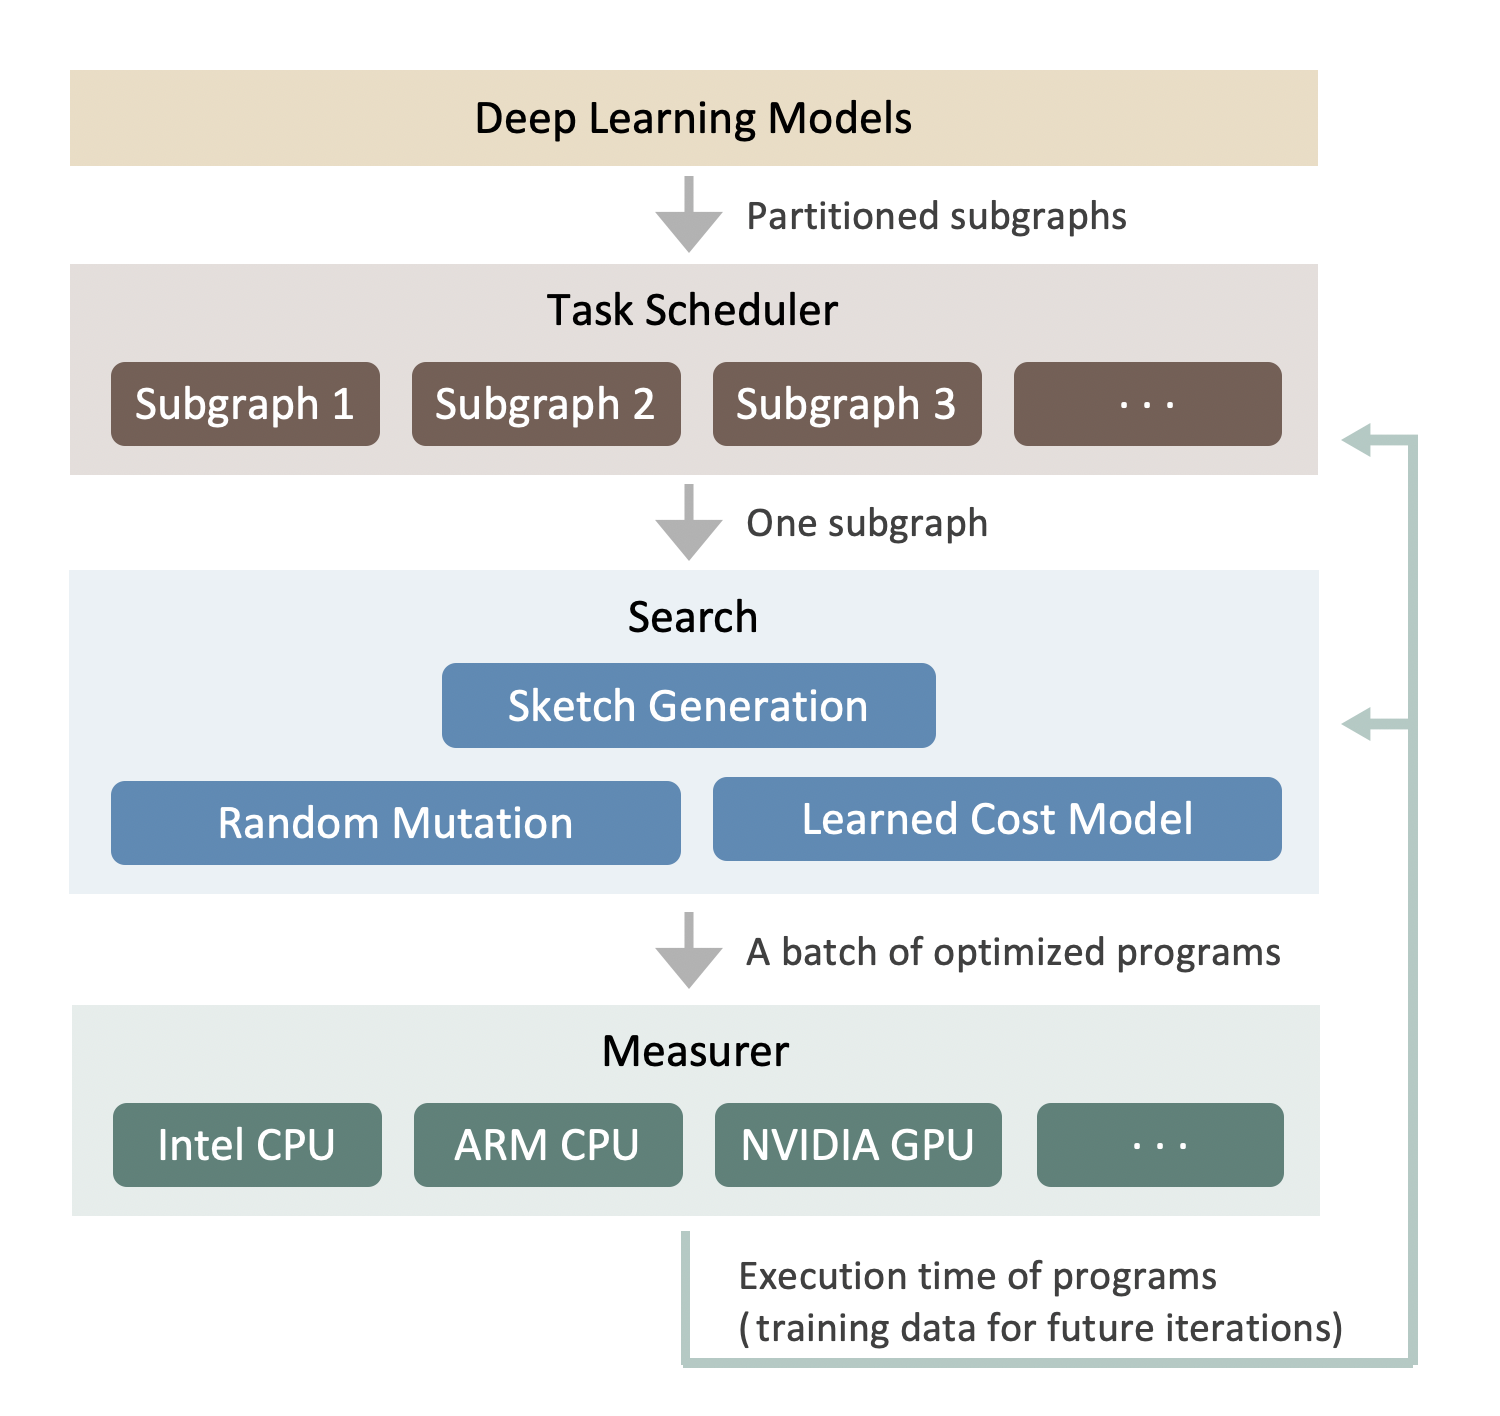 Deep Learning Models
Partitioned subgraphs
Task Scheduler
Subgraph 1
Subgraph 2
Subgraph 3
. . .
One subgraph
Search
Sketch Generation
Random Mutation
Learned Cost Model
A batch of optimized programs
Measurer
Intel CPU
ARM CPU
NVIDIA GPU
. . .
Execution time of programs
(training data for future iterations)